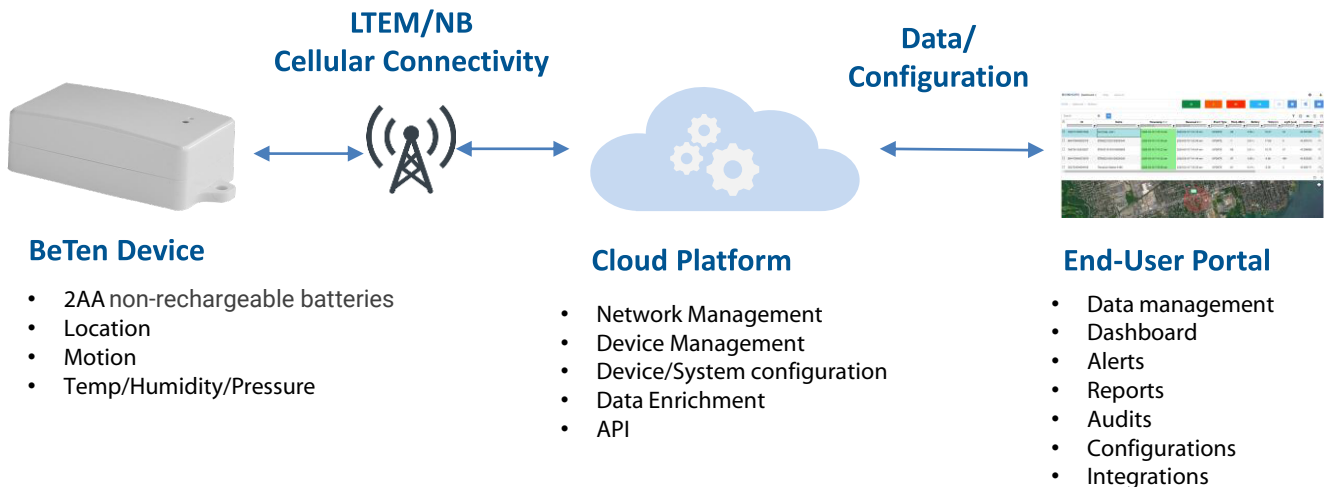 LTEM/NB
Cellular Connectivity
Data/
Configuration
BeTen Device
• 2AA non-rechargeable batteries
• Location
• Motion
• Temp/Humidity/Pressure
Cloud Platform
• Network Management
• Device Management
• Device/System configuration
• Data Enrichment
• API
End-User Portal
• Data management
• Dashboard
• Alerts
• Reports
• Audits
• Configurations
• Integrations